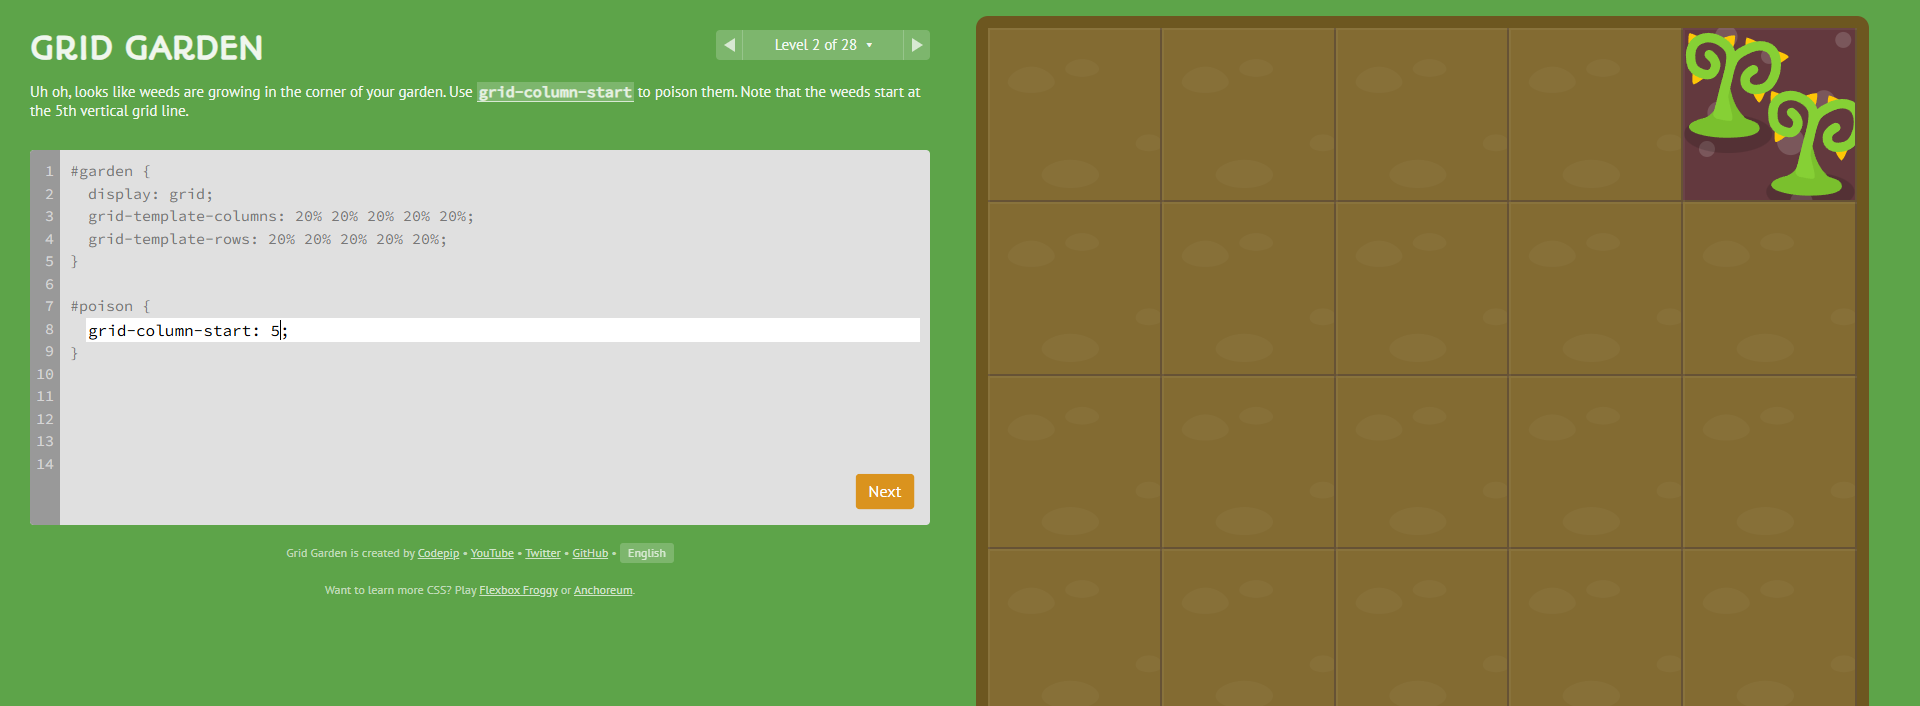 GRID GARDEN
Level 2 of 28
Uh oh, looks like weeds are growing in the corner of your garden. Use grid-column-start to poison them. Note that the weeds start at
the 5th vertical grid line.
1 #garden {
2 display: grid;
3 grid-template-columns: 20% 20% 20% 20% 20%;
4 grid-template-rows: 20% 20% 20% 20% 20%;
5 }
6
7 #poison {
8 grid-column-start: 5;
9 }
10
11
12
13
14
Next
Grid Garden is created by Codepip • YouTube • Twitter • GitHub • English
Want to learn more CSS? Play Flexbox Froggy or Anchoreum.